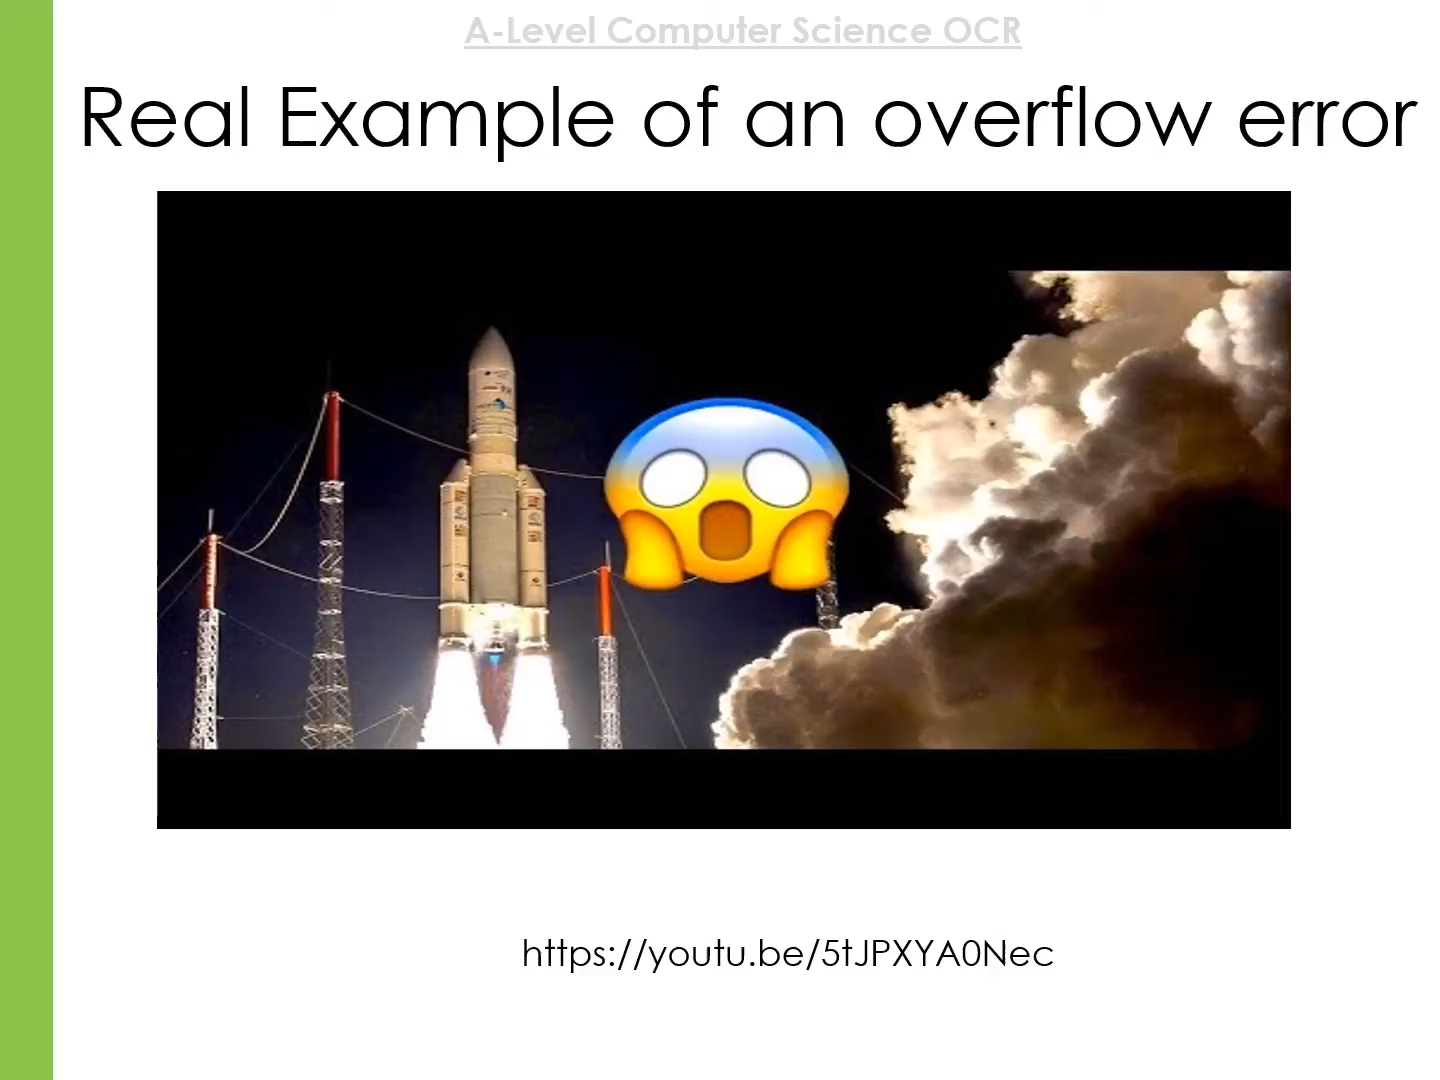 A-Level Computer Science OCR
Real Example of an overflow error
https://youtu.be/5tJPXYA0Nec